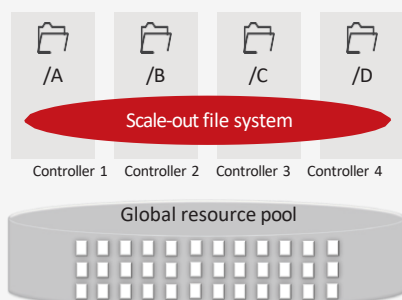 /A /B /C /D
Scale-out file system
Controller 1 Controller 2 Controller 3 Controller 4
Global resource pool